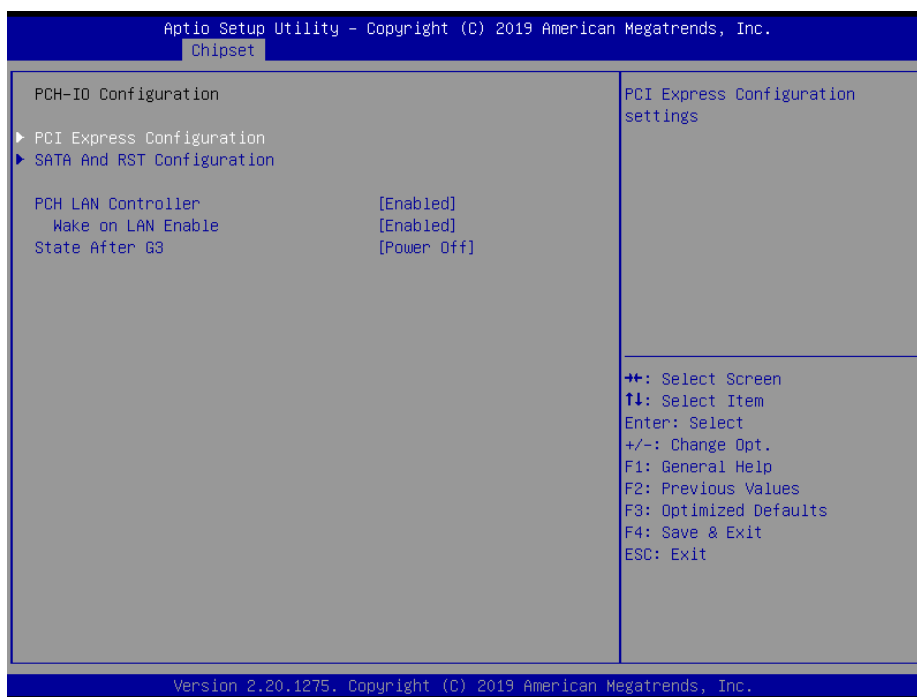 Aptio Setup Utility – Copyright (C) 2019 American Megatrends, Inc.
Chipset
PCH-IO Configuration
PCI Express Configuration
SATA And RST Configuration
PCH LAN Controller [Enabled]
Wake on LAN Enable [Enabled]
State After G3 [Power Off]
PCI Express Configuration
settings
→←: Select Screen
↑↓: Select Item
Enter: Select
+/-: Change Opt.
F1: General Help
F2: Previous Values
F3: Optimized Defaults
F4: Save & Exit
ESC: Exit
Version 2.20.1275. Copyright (C) 2019 American Megatrends, Inc.